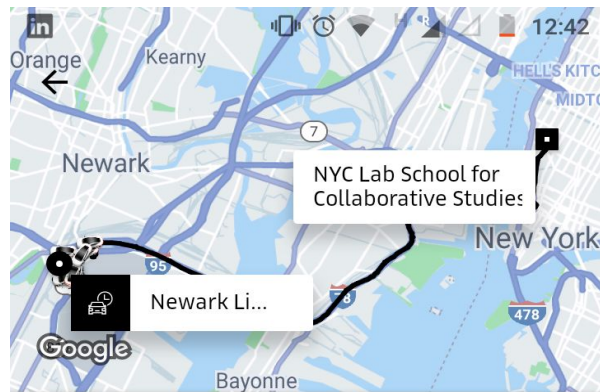 in
R
12:42
Orange
Kearny
HELL'S KITC
MIDTO
7
Newark
NYC Lab School for
Collaborative Studies
New York
95
Newark Li...
78
478
Google
Bayonne